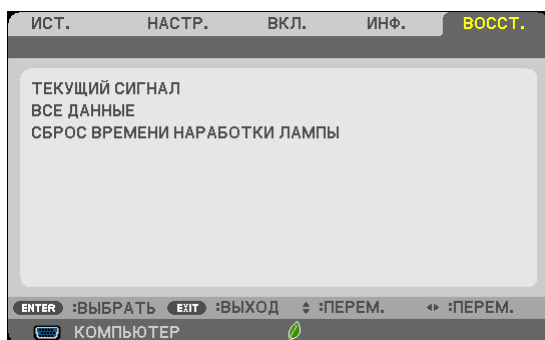 ИСТ. НАСТР. ВКЛ. ИНФ. ВОССТ.
ТЕКУЩИЙ СИГНАЛ
ВСЕ ДАННЫЕ
СБРОС ВРЕМЕНИ НАРАБОТКИ ЛАМПЫ
ENTER :ВЫБРАТЬ EXIT :ВЫХОД :ПЕРЕМ. :ПЕРЕМ.
КОМПЬЮТЕР